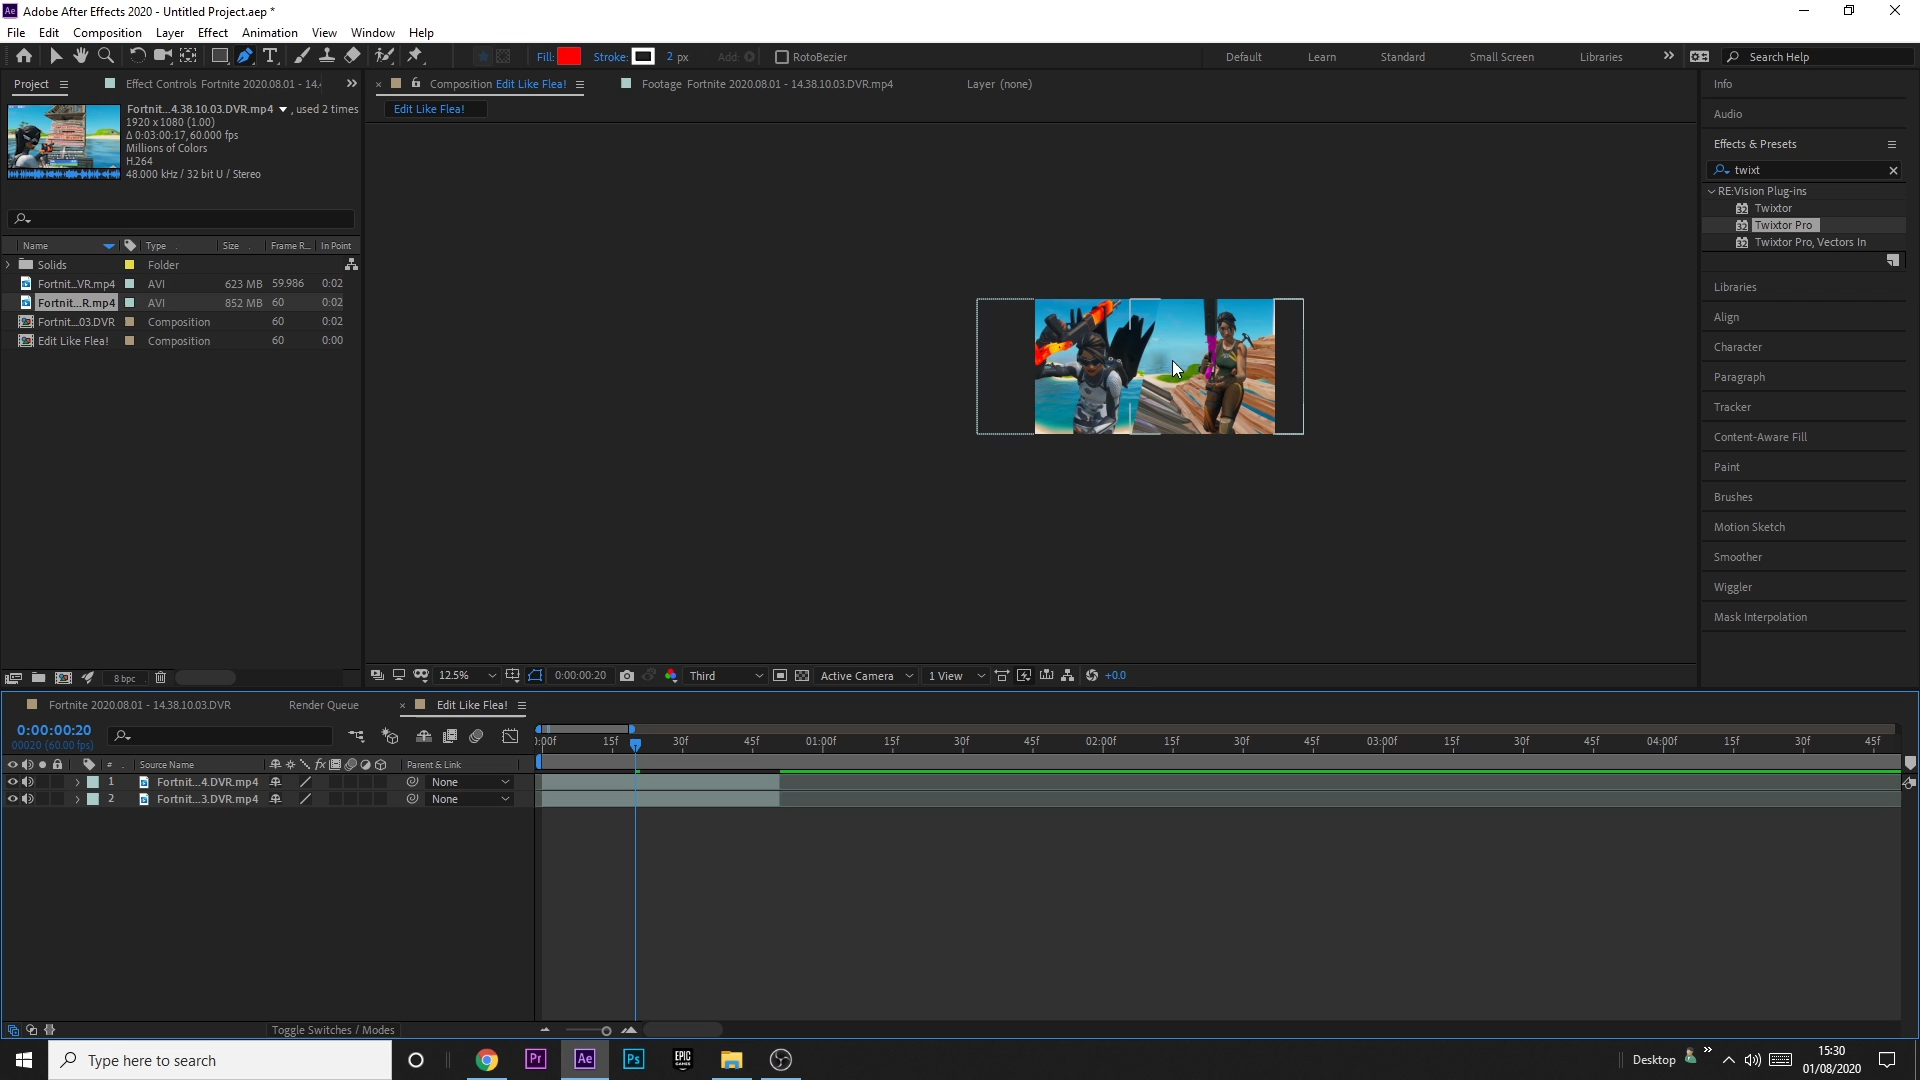 Ae Adobe After Effects 2020 - Untitled Project.aep *
File Edit Composition Layer Effect Animation View Window Help
Fill: Stroke: 2 px Add: RotoBezier Default Learn Standard Small Screen Libraries Search Help
Project Effect Controls Fortnite 2020.08.01 - 14.
Composition Edit Like Flea! Footage Fortnite 2020.08.01 - 14.38.10.03.DVR.mp4 Layer (none)
Edit Like Flea!
Fortnit...4.38.10.03.DVR.mp4 , used 2 times
1920 x 1080 (1.00)
Δ 0:03:00:17, 60.000 fps
Millions of Colors
H.264
48.000 kHz / 32 bit U / Stereo
Name Type Size Frame R... In Point
Solids Folder
Fortnit...VR.mp4 AVI 623 MB 59.986 0:02
Fortnit...R.mp4 AVI 852 MB 60 0:02
Fortnit....03.DVR Composition 60 0:02
Edit Like Flea! Composition 60 0:00
8 bpc
Info
Audio
Effects & Presets
twixt
RE:Vision Plug-ins
32 Twixtor
32 Twixtor Pro
32 Twixtor Pro, Vectors In
Libraries
Align
Character
Paragraph
Tracker
Content-Aware Fill
Paint
Brushes
Motion Sketch
Smoother
Wiggler
Mask Interpolation
12.5% 0:00:00:20 Third Active Camera 1 View +0.0
Fortnite 2020.08.01 - 14.38.10.03.DVR Render Queue Edit Like Flea!
0:00:00:20
00020 (60.00 fps)
:00f 15f 30f 45f 01:00f 15f 30f 45f 02:00f 15f 30f 45f 03:00f 15f 30f 45f 04:00f 15f 30f 45f
# Source Name fx Parent & Link
1 Fortnit...4.DVR.mp4 None
2 Fortnit...3.DVR.mp4 None
Toggle Switches / Modes
Type here to search Pr Ae Ps EPIC GAMES Desktop
15:30
01/08/2020